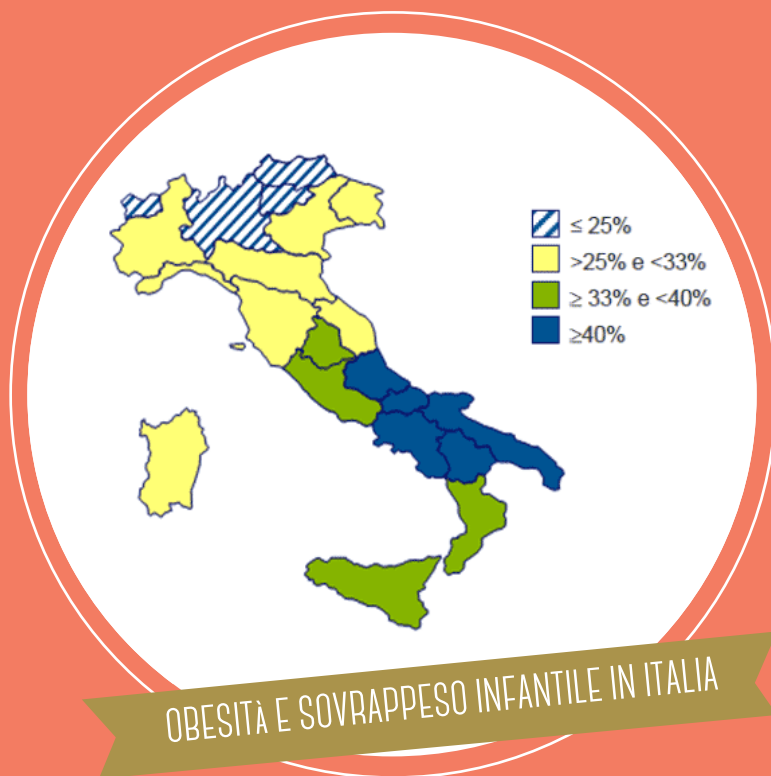 ≤ 25%
>25% e <33%
≥ 33% e <40%
≥40%
OBESITÀ E SOVRAPPESO INFANTILE IN ITALIA